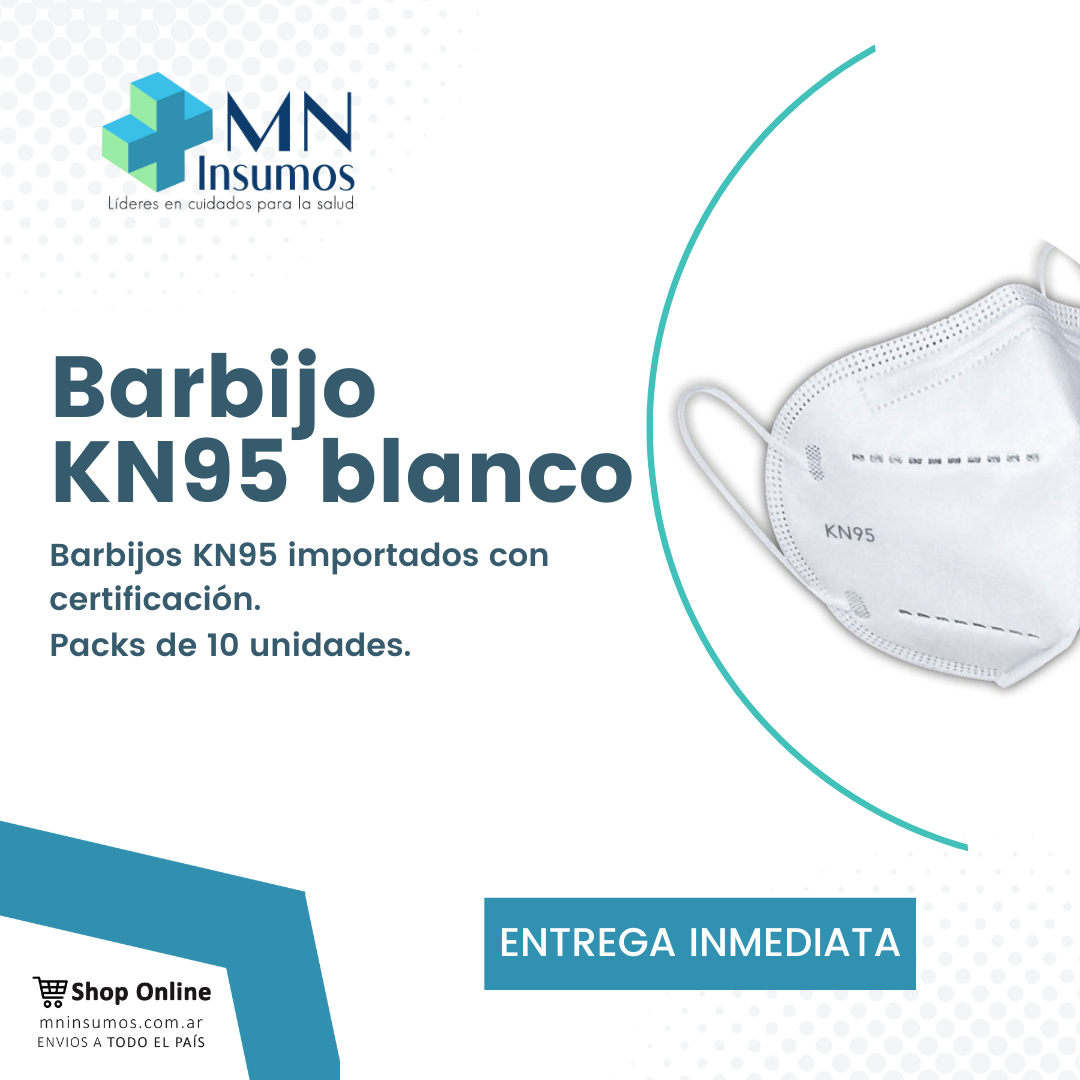 MN
Insumos
Líderes en cuidados para la salud
Barbijo
KN95 blanco
Barbijos KN95 importados con
certificación.
Packs de 10 unidades.
KN95
ENTREGA INMEDIATA
Shop Online
mninsumos.com.ar
ENVIOS A TODO EL PAÍS